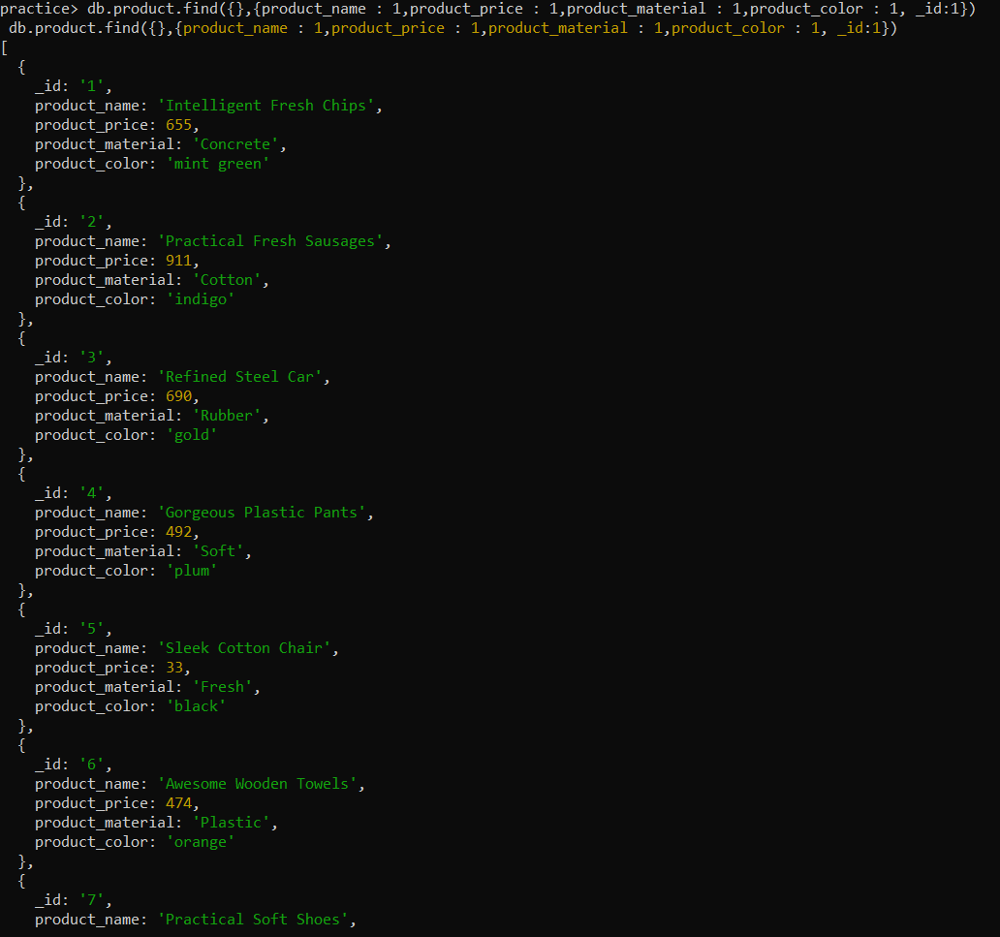 practice> db.product.find({},{product_name : 1,product_price : 1,product_material : 1,product_color : 1, _id:1})
 db.product.find({},{product_name : 1,product_price : 1,product_material : 1,product_color : 1, _id:1})
[
  {
    _id: '1',
    product_name: 'Intelligent Fresh Chips',
    product_price: 655,
    product_material: 'Concrete',
    product_color: 'mint green'
  },
  {
    _id: '2',
    product_name: 'Practical Fresh Sausages',
    product_price: 911,
    product_material: 'Cotton',
    product_color: 'indigo'
  },
  {
    _id: '3',
    product_name: 'Refined Steel Car',
    product_price: 690,
    product_material: 'Rubber',
    product_color: 'gold'
  },
  {
    _id: '4',
    product_name: 'Gorgeous Plastic Pants',
    product_price: 492,
    product_material: 'Soft',
    product_color: 'plum'
  },
  {
    _id: '5',
    product_name: 'Sleek Cotton Chair',
    product_price: 33,
    product_material: 'Fresh',
    product_color: 'black'
  },
  {
    _id: '6',
    product_name: 'Awesome Wooden Towels',
    product_price: 474,
    product_material: 'Plastic',
    product_color: 'orange'
  },
  {
    _id: '7',
    product_name: 'Practical Soft Shoes',